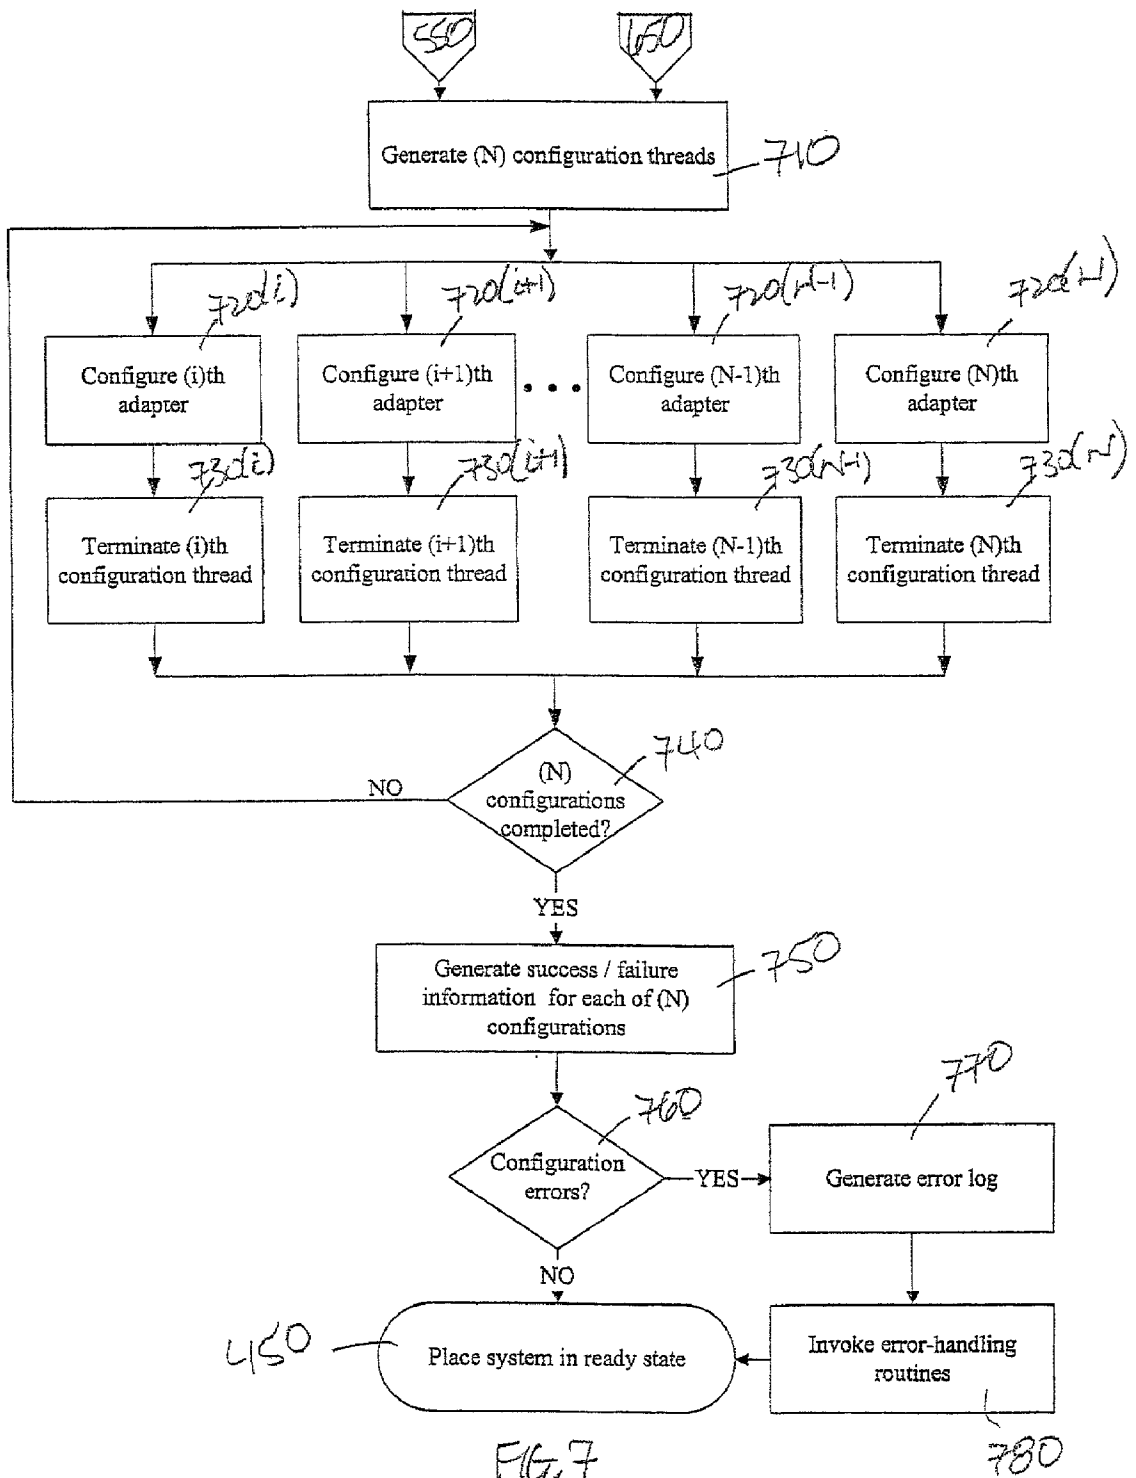 550
650
Generate (N) configuration threads
710
720(i)
720(i+1)
720(N-1)
720(N)
Configure (i)th
adapter
Configure (i+1)th
adapter
• • •
Configure (N-1)th
adapter
Configure (N)th
adapter
730(i)
730(i+1)
730(N-1)
730(N)
Terminate (i)th
configuration thread
Terminate (i+1)th
configuration thread
Terminate (N-1)th
configuration thread
Terminate (N)th
configuration thread
740
(N)
configurations
completed?
NO
YES
750
Generate success / failure
information for each of (N)
configurations
760
770
Configuration
errors?
YES
Generate error log
NO
450
Place system in ready state
Invoke error-handling
routines
780
FIG. 7